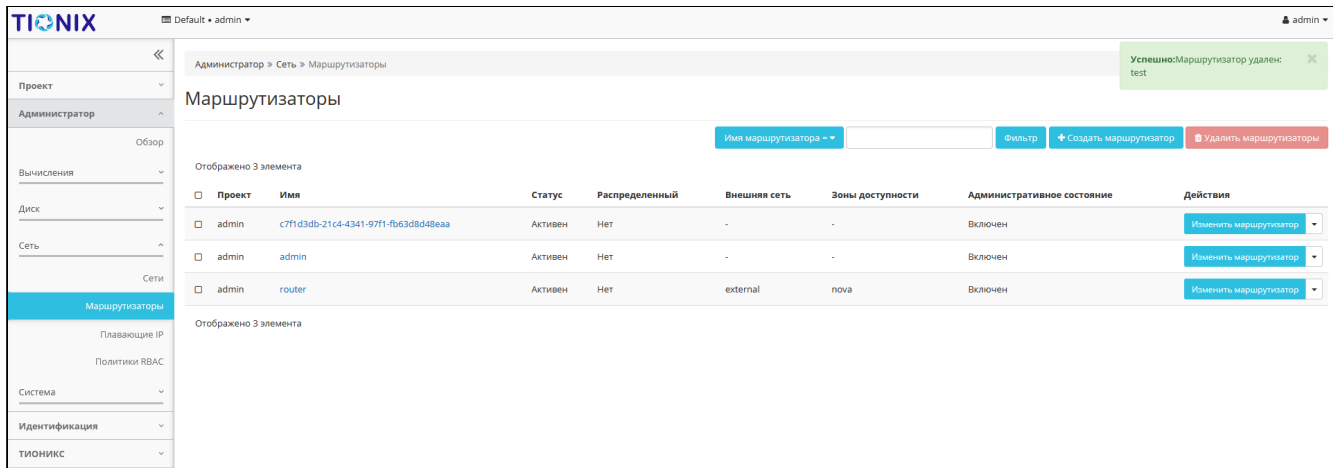 TIONIX
Default • admin
admin
Администратор » Сеть » Маршрутизаторы
Успешно:Маршрутизатор удален:
test
Проект
Администратор
Обзор
Вычисления
Диск
Сеть
Сети
Маршрутизаторы
Плавающие IP
Политики RBAC
Система
Идентификация
ТИОНИКС
Маршрутизаторы
Имя маршрутизатора = Фильтр + Создать маршрутизатор Удалить маршрутизаторы
Отображено 3 элемента
Проект Имя Статус Распределенный Внешняя сеть Зоны доступности Административное состояние Действия
admin c7f1d3db-21c4-4341-97f1-fb63d8d48eaa Активен Нет - - Включен Изменить маршрутизатор
admin admin Активен Нет - - Включен Изменить маршрутизатор
admin router Активен Нет external nova Включен Изменить маршрутизатор
Отображено 3 элемента